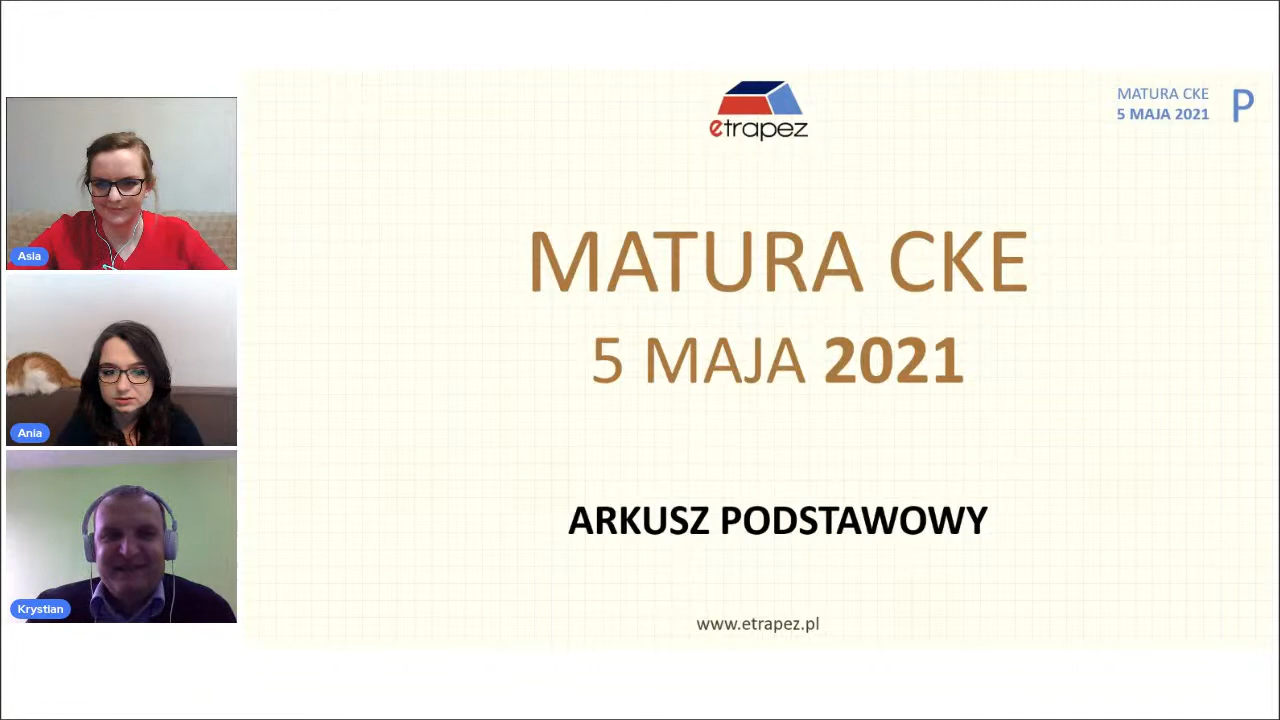 etrapez
MATURA CKE
5 MAJA 2021
P
MATURA CKE
5 MAJA 2021
ARKUSZ PODSTAWOWY
www.etrapez.pl
Asia
Ania
Krystian